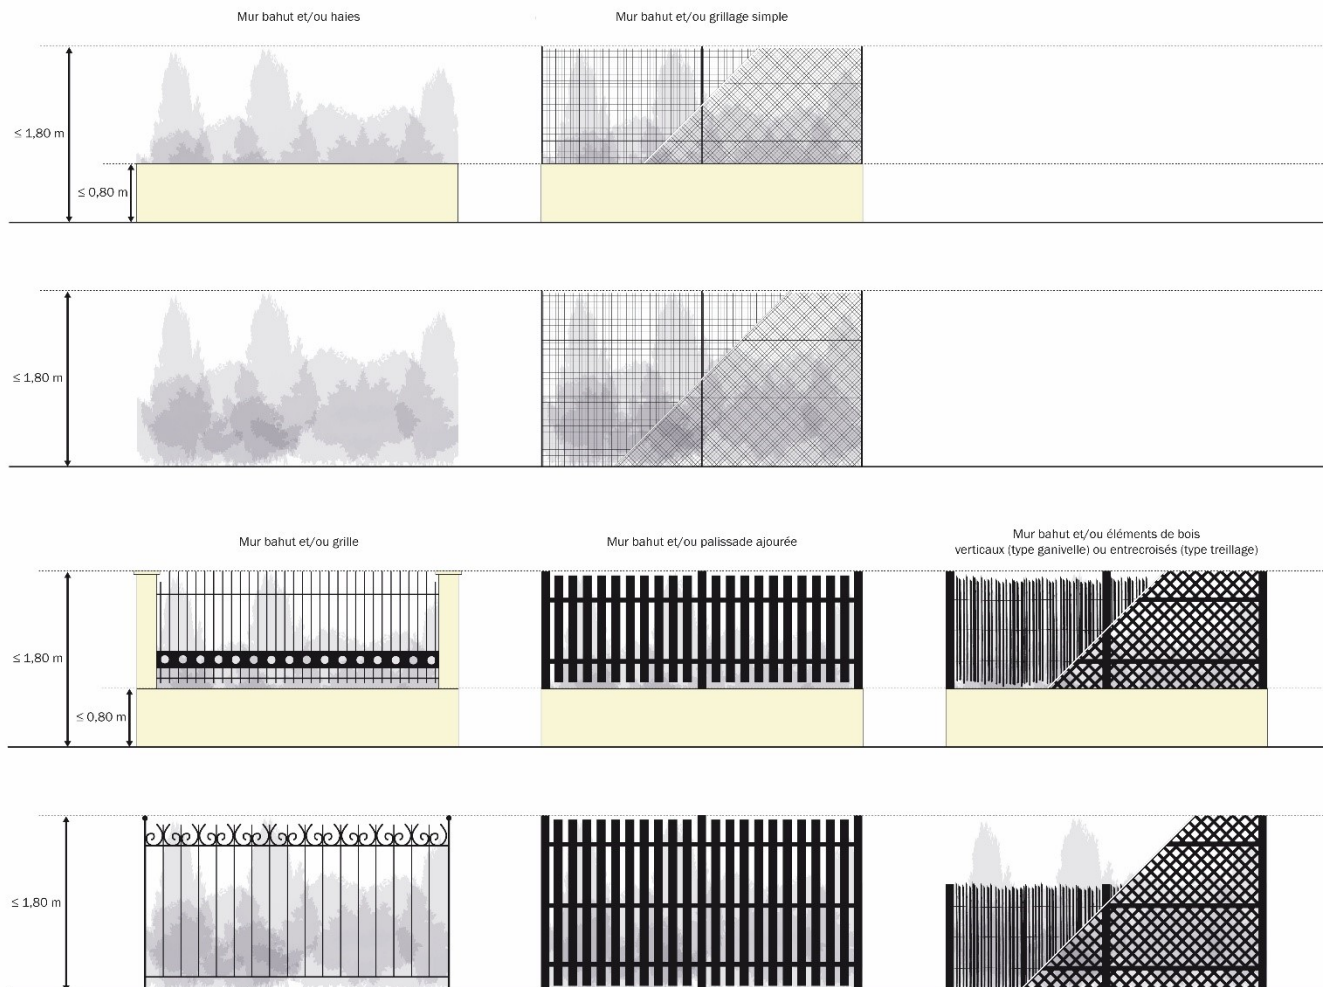 Mur bahut et/ou haies
Mur bahut et/ou grillage simple
≤ 1,80 m
≤ 0,80 m
≤ 1,80 m
Mur bahut et/ou grille
Mur bahut et/ou palissade ajourée
Mur bahut et/ou éléments de bois
verticaux (type ganivelle) ou entrecroisés (type treillage)
≤ 1,80 m
≤ 0,80 m
≤ 1,80 m